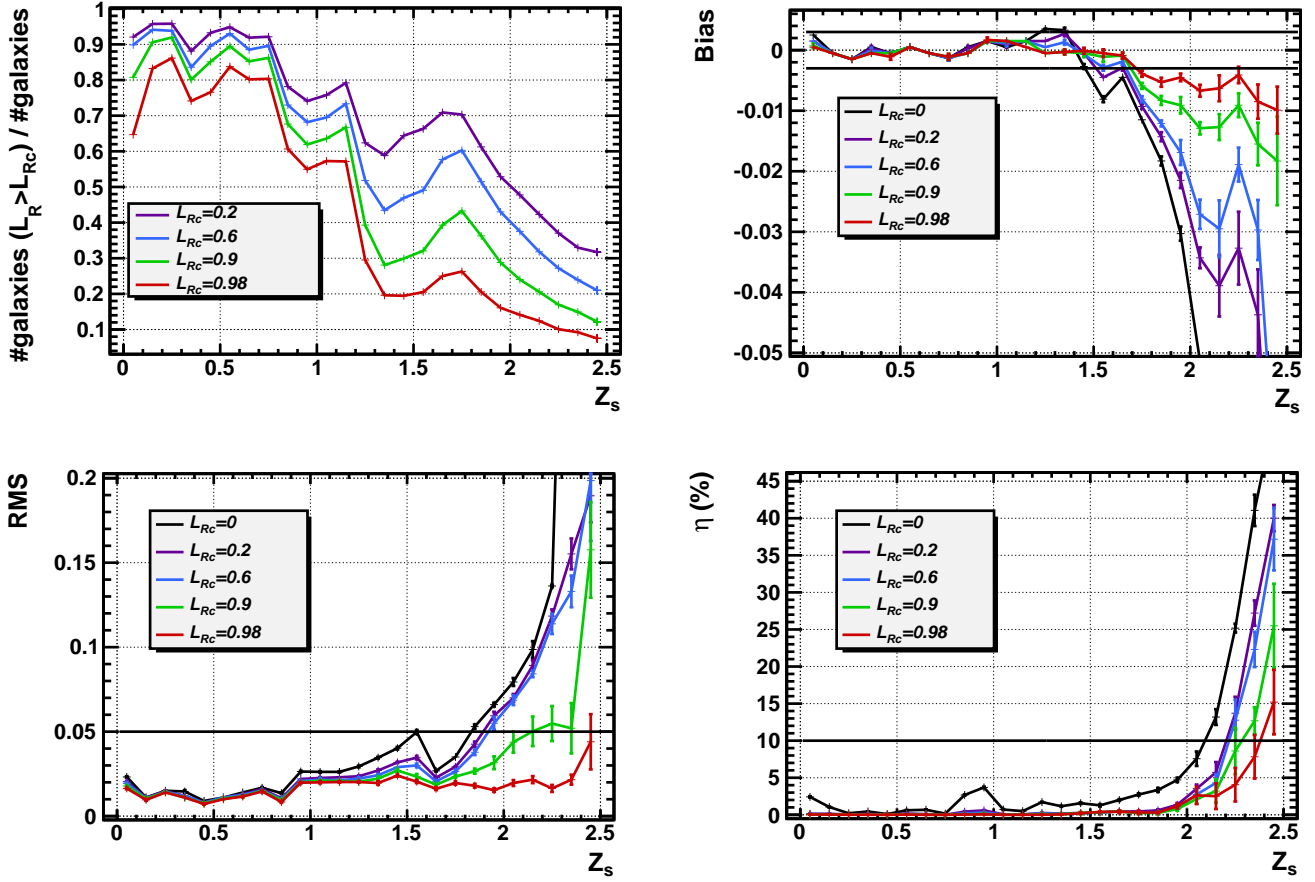 #galaxies (L_R>L_Rc) / #galaxies
0.9
0.8
0.7
0.6
0.5
0.4
0.3
0.2
0.1
L_Rc=0.2
L_Rc=0.6
L_Rc=0.9
L_Rc=0.98
0 0.5 1 1.5 2 2.5
Z_s
Bias
0
-0.01
-0.02
-0.03
-0.04
-0.05
L_Rc=0
L_Rc=0.2
L_Rc=0.6
L_Rc=0.9
L_Rc=0.98
0 0.5 1 1.5 2 2.5
Z_s
RMS
0.2
0.15
0.1
0.05
0
L_Rc=0
L_Rc=0.2
L_Rc=0.6
L_Rc=0.9
L_Rc=0.98
0 0.5 1 1.5 2 2.5
Z_s
η (%)
45
40
35
30
25
20
15
10
5
0
L_Rc=0
L_Rc=0.2
L_Rc=0.6
L_Rc=0.9
L_Rc=0.98
0 0.5 1 1.5 2 2.5
Z_s